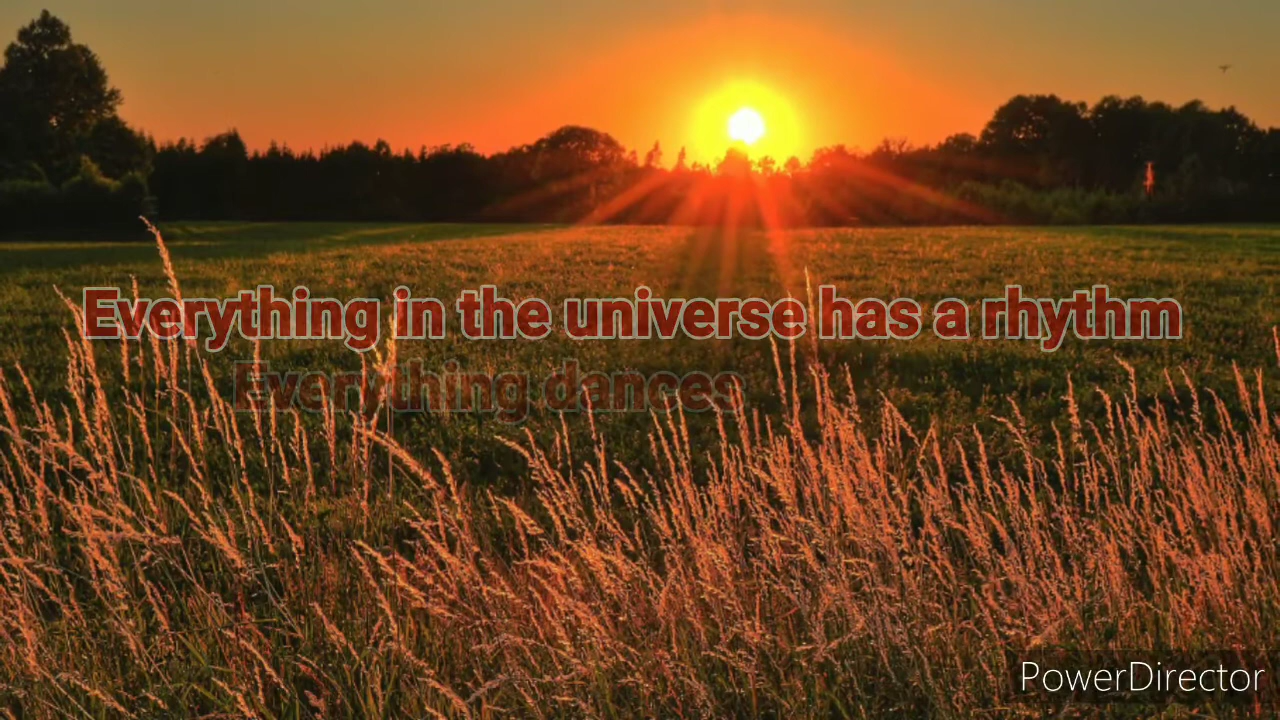 Everything in the universe has a rhythm
Everything dances
PowerDirector